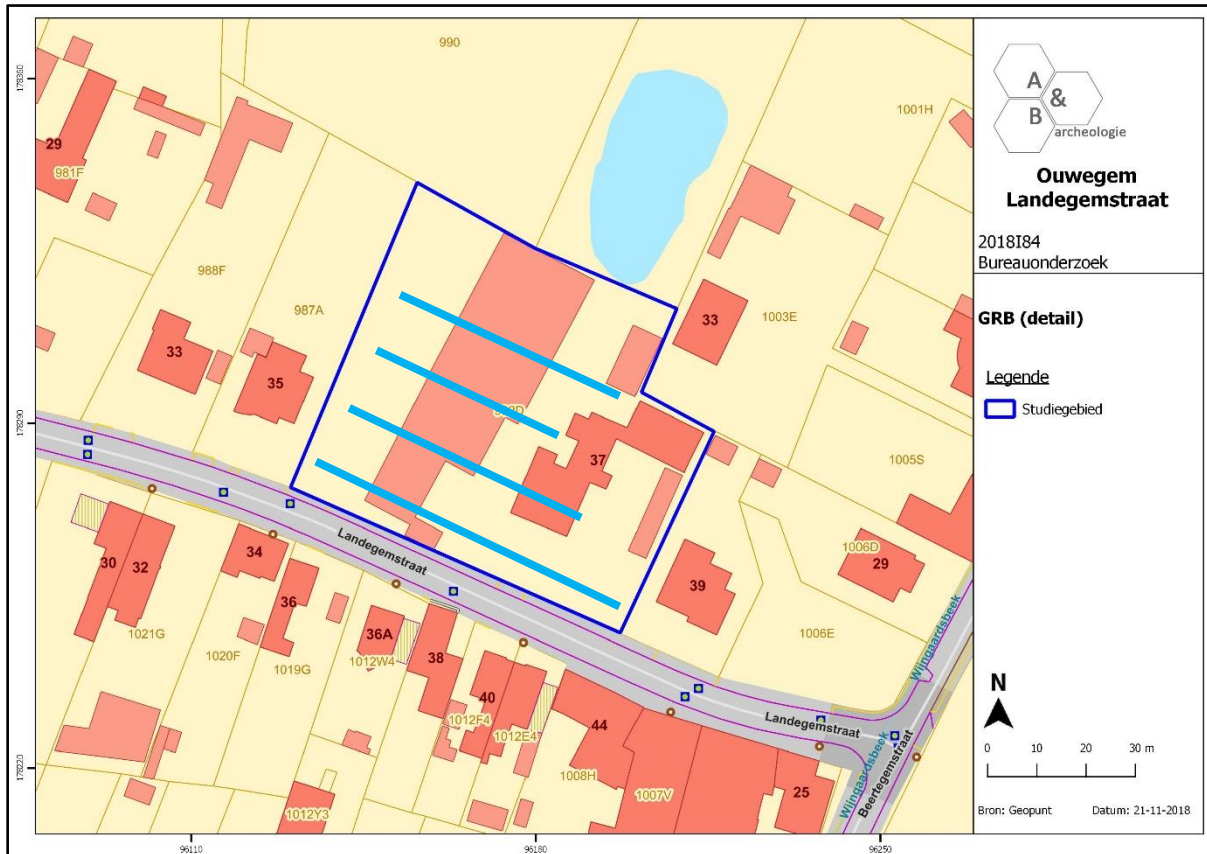 990
1001H
29
981F
988F
987A
33
35
33
1003E
37
1005S
39
29
1006D
1006E
30
32
34
36
36A
38
40
44
25
1021G
1020F
1019G
1012W4
1012F4
1012E4
1008H
1007V
1012Y3
Landegemstraat
Landegemstraat
Wijngaardsbeek
Wijngaardsbeek
Beertegemstraat
178360
178290
178220
96110
96180
96250
A
&
B
archeologie
Ouwegem
Landegemstraat
2018I84
Bureauonderzoek
GRB (detail)
Legende
Studiegebied
N
0 10 20 30 m
Bron: Geopunt Datum: 21-11-2018